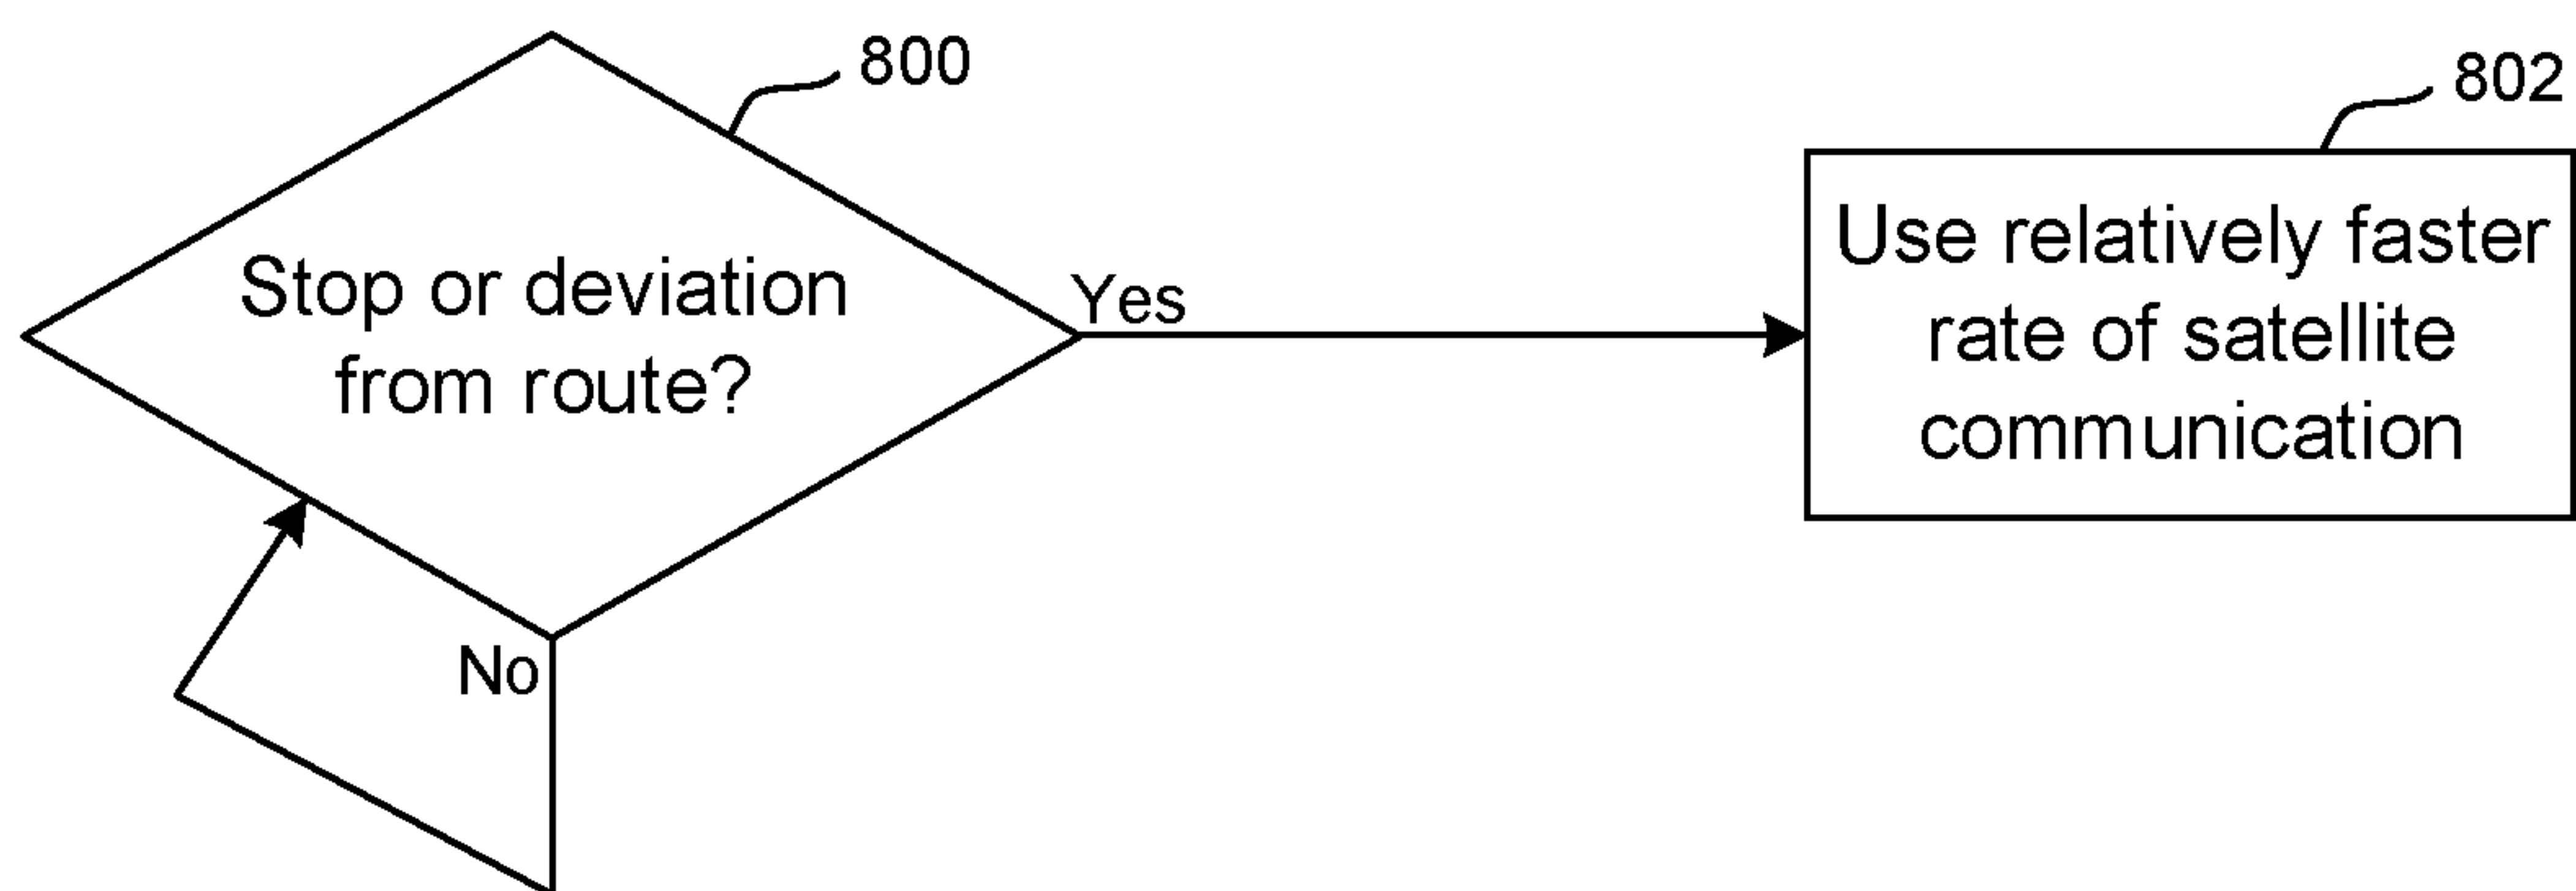 800
Stop or deviation
from route?
Yes
No
802
Use relatively faster
rate of satellite
communication